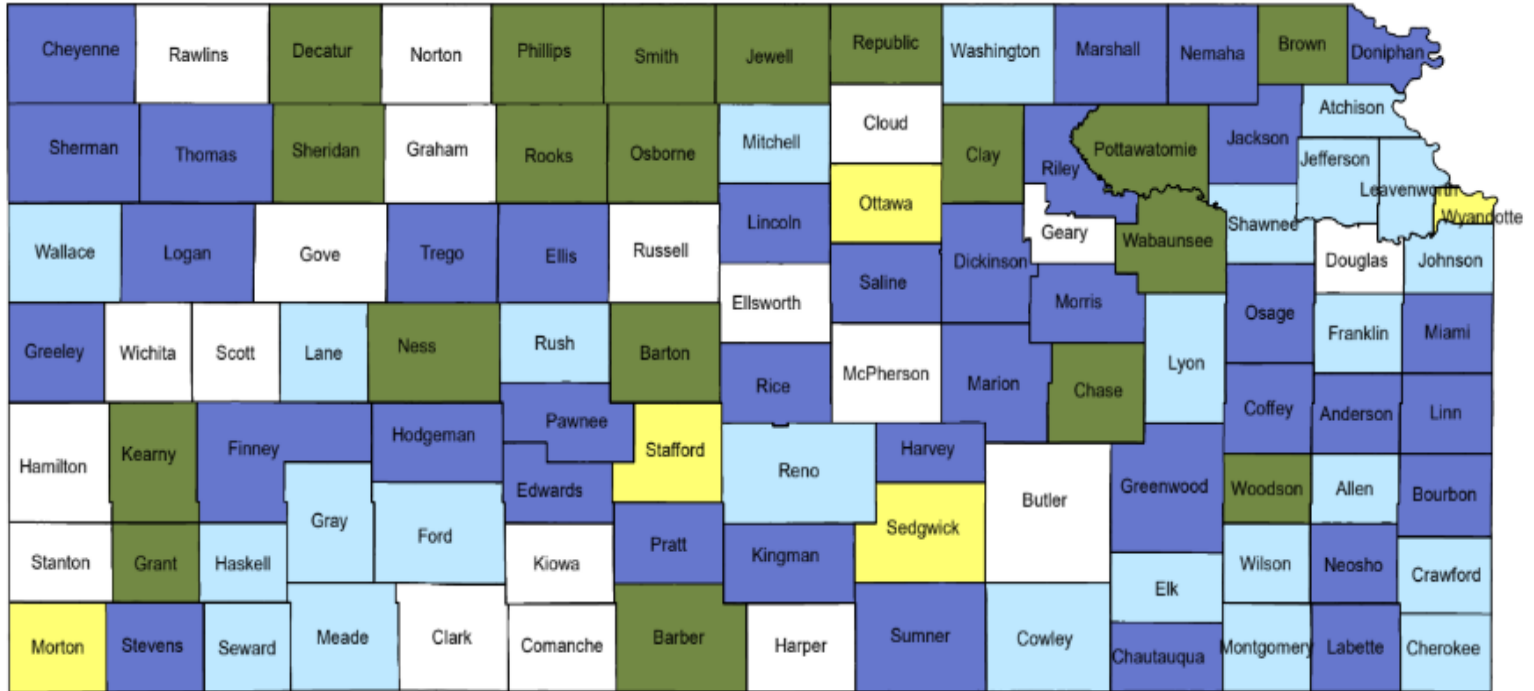 Cheyenne
Rawlins
Decatur
Norton
Phillips
Smith
Jewell
Republic
Washington
Marshall
Nemaha
Brown
Doniphan
Sherman
Thomas
Sheridan
Graham
Rooks
Osborne
Mitchell
Cloud
Clay
Riley
Pottawatomie
Jackson
Atchison
Jefferson
Leavenworth
Wyandotte
Wallace
Logan
Gove
Trego
Ellis
Russell
Lincoln
Ottawa
Saline
Dickinson
Geary
Wabaunsee
Shawnee
Douglas
Johnson
Greeley
Wichita
Scott
Lane
Ness
Rush
Barton
Ellsworth
Rice
McPherson
Marion
Morris
Chase
Lyon
Osage
Franklin
Miami
Coffey
Anderson
Linn
Hamilton
Kearny
Finney
Hodgeman
Pawnee
Edwards
Stafford
Reno
Harvey
Sedgwick
Butler
Greenwood
Woodson
Allen
Bourbon
Stanton
Grant
Haskell
Gray
Ford
Kiowa
Pratt
Kingman
Elk
Wilson
Neosho
Crawford
Morton
Stevens
Seward
Meade
Clark
Comanche
Barber
Harper
Sumner
Cowley
Chautauqua
Montgomery
Labette
Cherokee